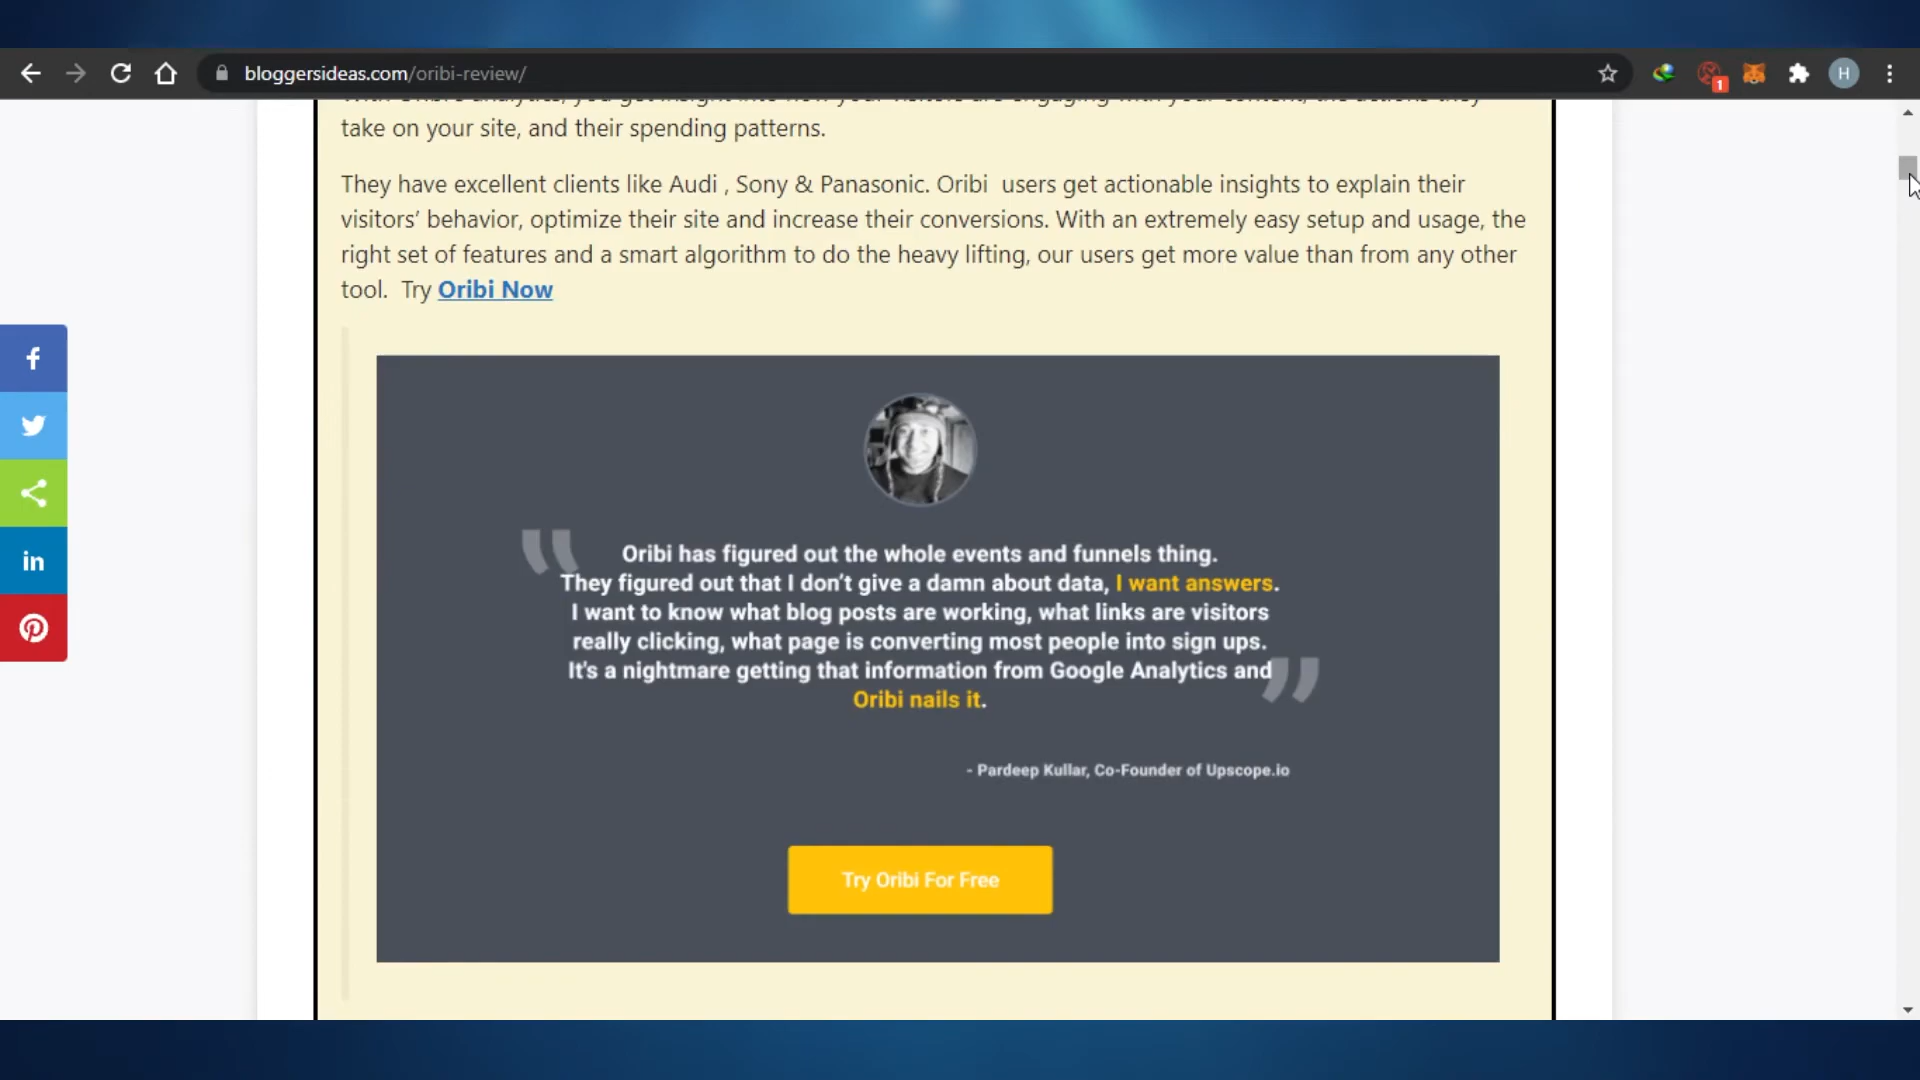 bloggersideas.com/oribi-review/
1
H
take on your site, and their spending patterns.
They have excellent clients like Audi , Sony & Panasonic. Oribi users get actionable insights to explain their
visitors’ behavior, optimize their site and increase their conversions. With an extremely easy setup and usage, the
right set of features and a smart algorithm to do the heavy lifting, our users get more value than from any other
tool. Try Oribi Now
f
in
Oribi has figured out the whole events and funnels thing.
They figured out that I don’t give a damn about data, I want answers.
I want to know what blog posts are working, what links are visitors
really clicking, what page is converting most people into sign ups.
It's a nightmare getting that information from Google Analytics and
Oribi nails it.
- Pardeep Kullar, Co-Founder of Upscope.io
Try Oribi For Free